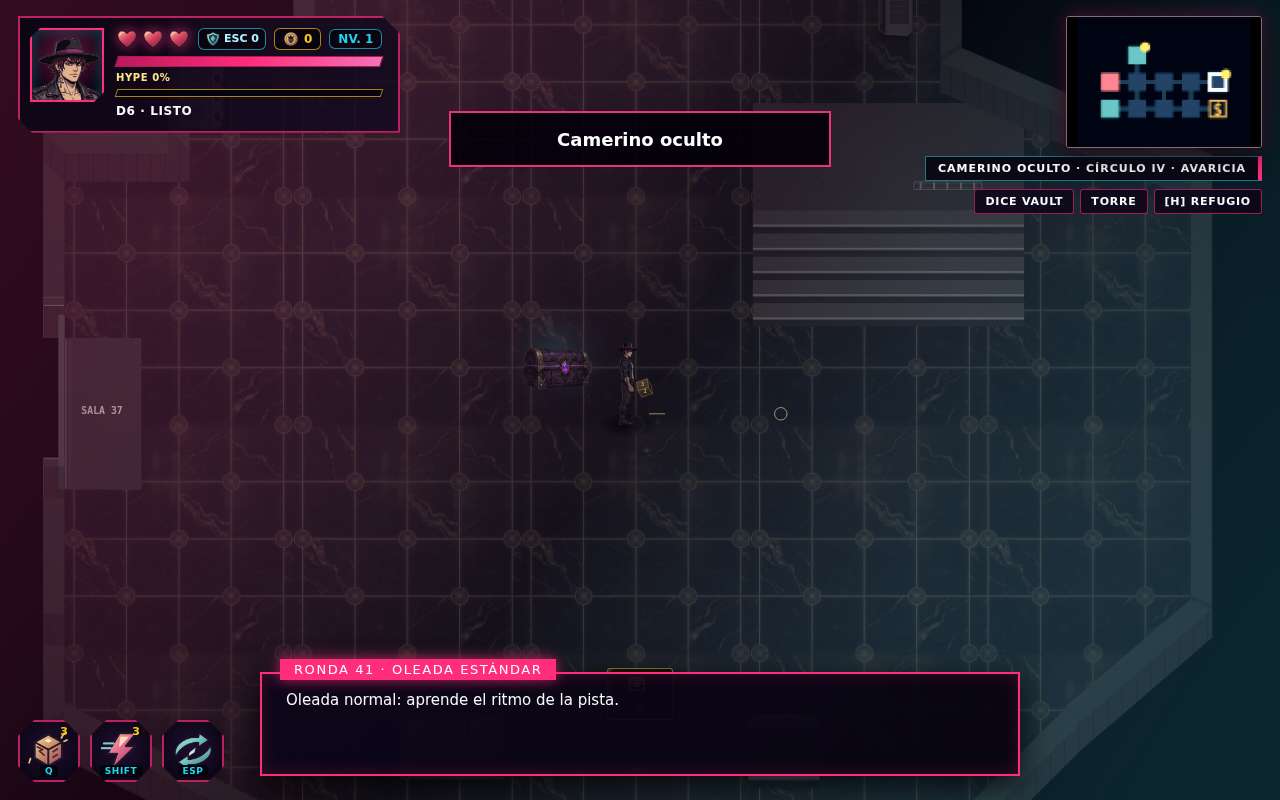 ESC 0
0
NV. 1
HYPE 0%
D6 · LISTO
Camerino oculto
$
CAMERINO OCULTO · CÍRCULO IV · AVARICIA
DICE VAULT
TORRE
[H] REFUGIO
SALA 37
RONDA 41 · OLEADA ESTÁNDAR
Oleada normal: aprende el ritmo de la pista.
3
Q
3
SHIFT
ESP